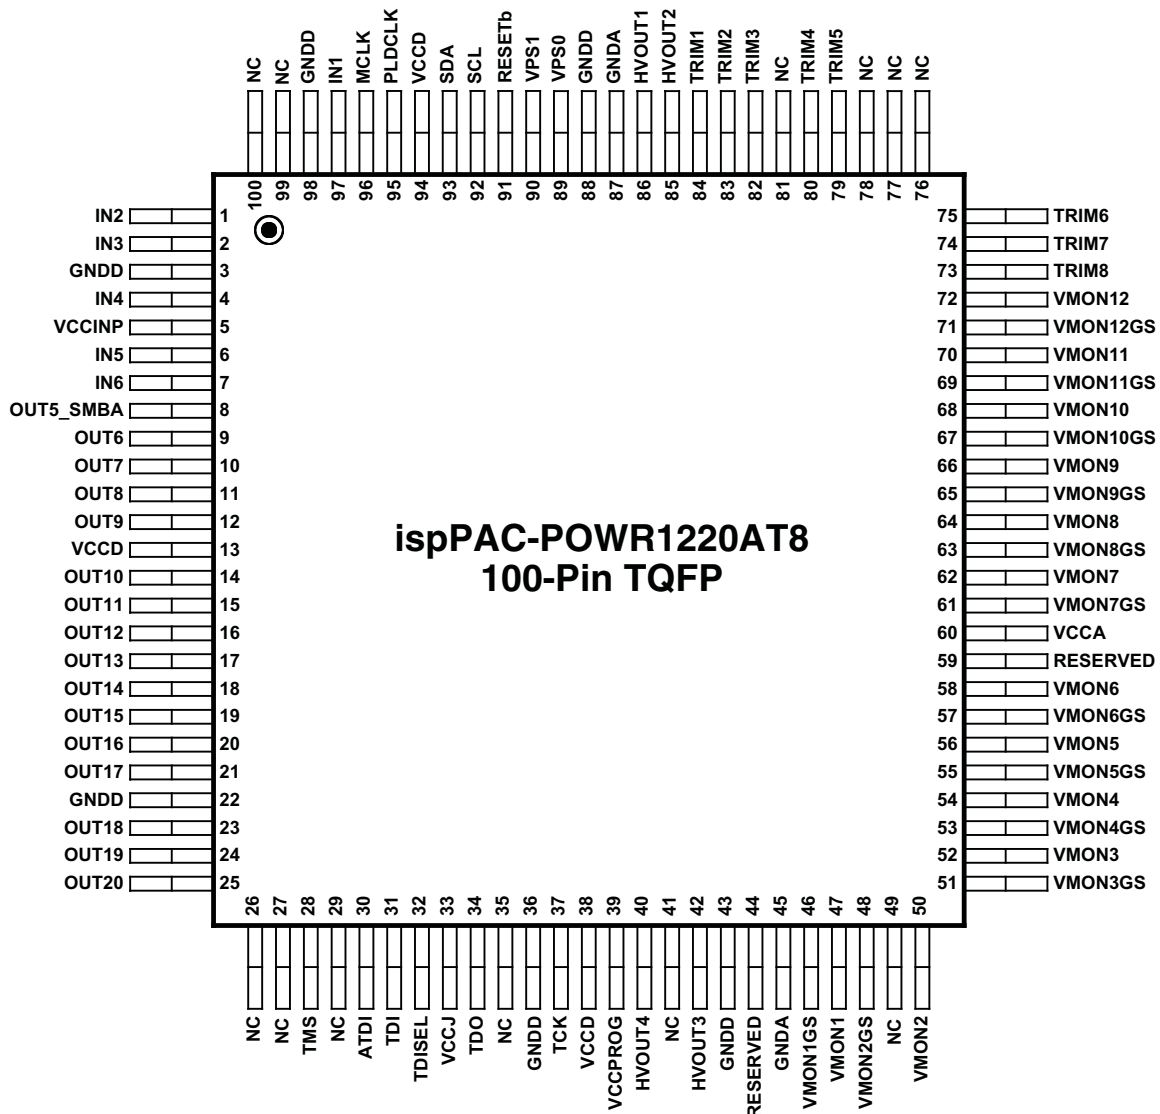 NC
NC
GNDD
IN1
MCLK
PLDCLK
VCCD
SDA
SCL
RESETb
VPS1
VPS0
GNDD
GNDA
HVOUT1
HVOUT2
TRIM1
TRIM2
TRIM3
NC
TRIM4
TRIM5
NC
NC
NC
100
99
98
97
96
95
94
93
92
91
90
89
88
87
86
85
84
83
82
81
80
79
78
77
76
IN2 1
IN3 2
GNDD 3
IN4 4
VCCINP 5
IN5 6
IN6 7
OUT5_SMBA 8
OUT6 9
OUT7 10
OUT8 11
OUT9 12
VCCD 13
OUT10 14
OUT11 15
OUT12 16
OUT13 17
OUT14 18
OUT15 19
OUT16 20
OUT17 21
GNDD 22
OUT18 23
OUT19 24
OUT20 25
ispPAC-POWR1220AT8
100-Pin TQFP
75 TRIM6
74 TRIM7
73 TRIM8
72 VMON12
71 VMON12GS
70 VMON11
69 VMON11GS
68 VMON10
67 VMON10GS
66 VMON9
65 VMON9GS
64 VMON8
63 VMON8GS
62 VMON7
61 VMON7GS
60 VCCA
59 RESERVED
58 VMON6
57 VMON6GS
56 VMON5
55 VMON5GS
54 VMON4
53 VMON4GS
52 VMON3
51 VMON3GS
26
27
28
29
30
31
32
33
34
35
36
37
38
39
40
41
42
43
44
45
46
47
48
49
50
NC
NC
TMS
NC
ATDI
TDI
TDISEL
VCCJ
TDO
NC
GNDD
TCK
VCCD
VCCPROG
HVOUT4
NC
HVOUT3
GNDD
RESERVED
GNDA
VMON1GS
VMON1
VMON2GS
NC
VMON2